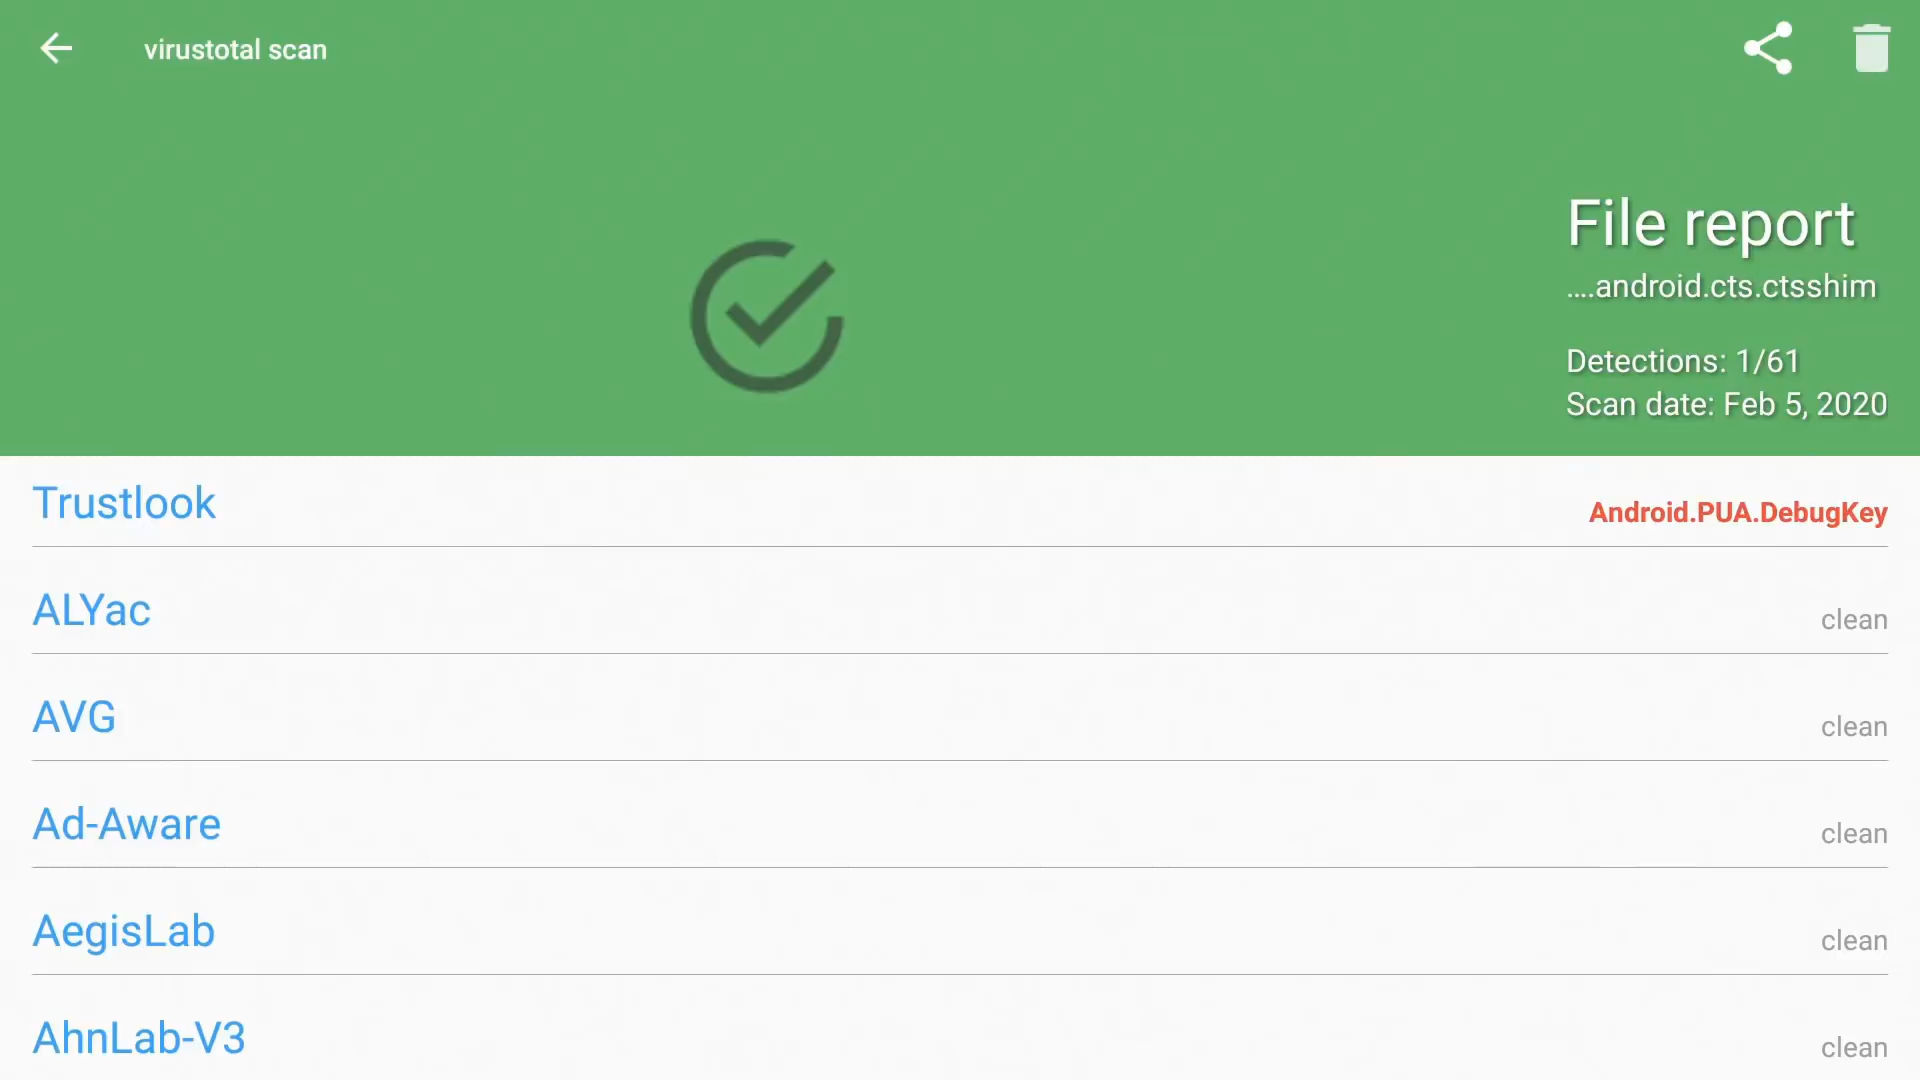 virustotal scan
File report
....android.cts.ctsshim
Detections: 1/61
Scan date: Feb 5, 2020
Trustlook
Android.PUA.DebugKey
ALYac
clean
AVG
clean
Ad-Aware
clean
AegisLab
clean
AhnLab-V3
clean